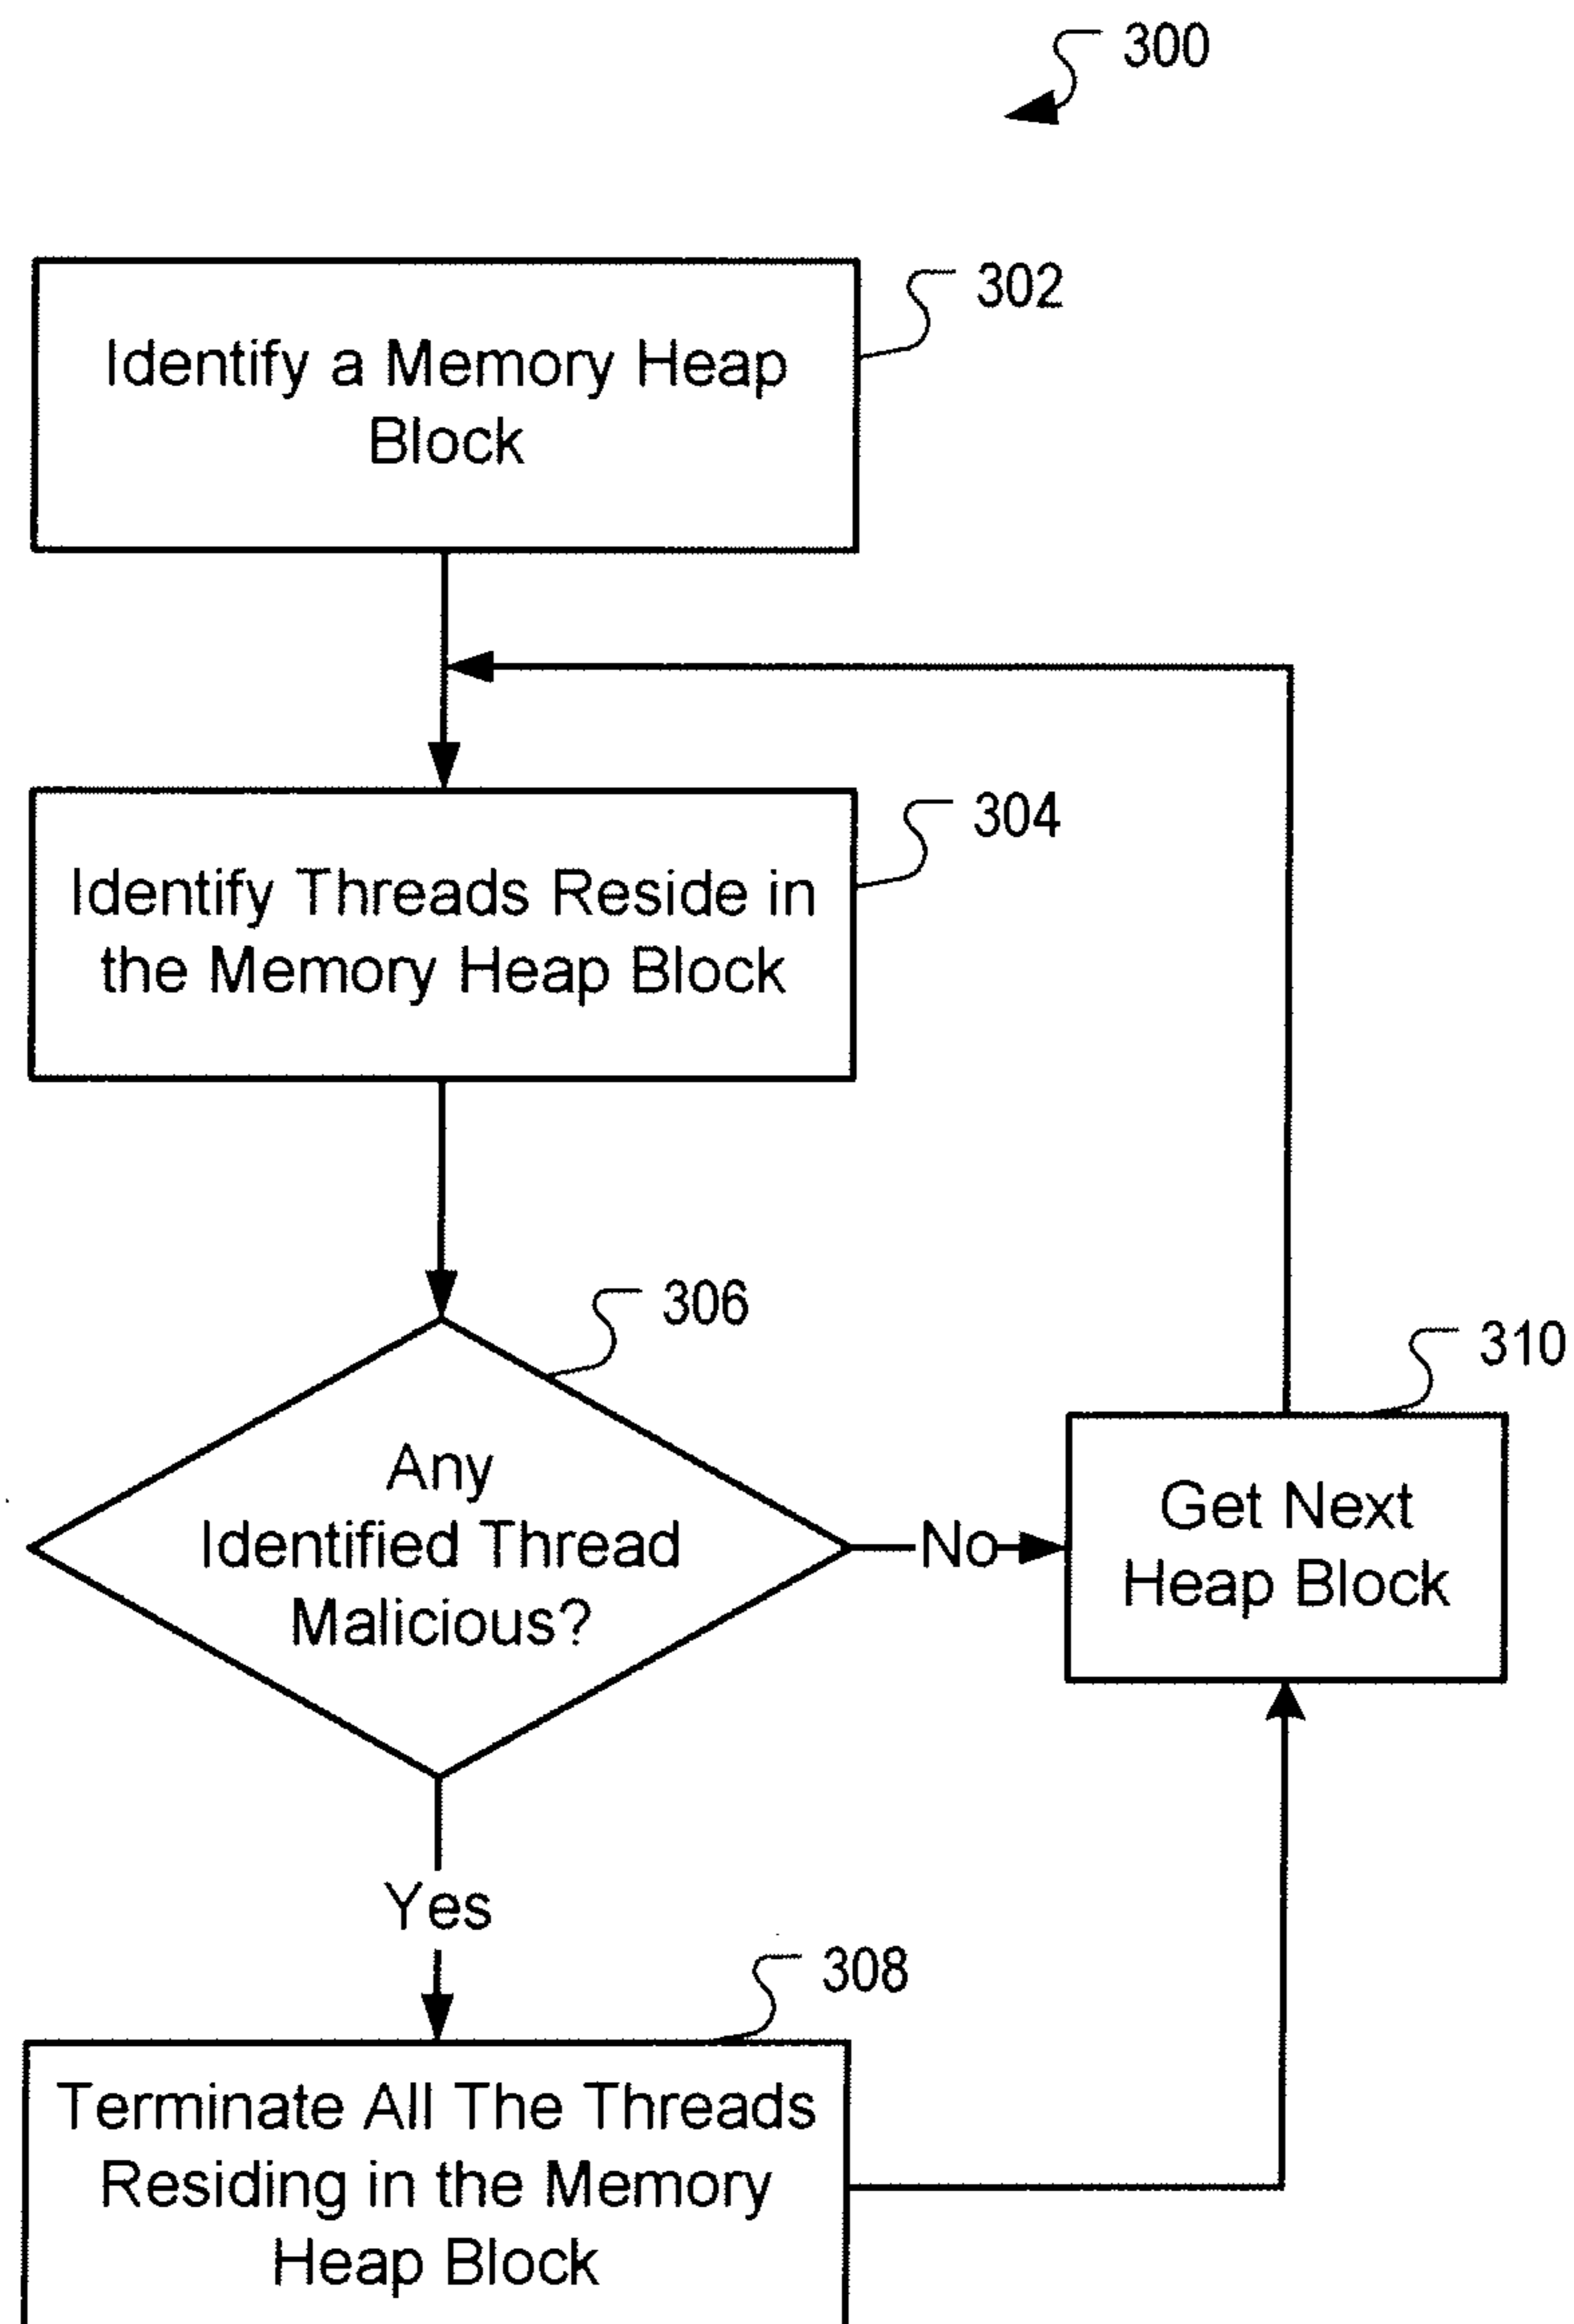 300
302
Identify a Memory Heap
Block
304
Identify Threads Reside in
the Memory Heap Block
306
Any
Identified Thread
Malicious?
No
310
Get Next
Heap Block
Yes
308
Terminate All The Threads
Residing in the Memory
Heap Block